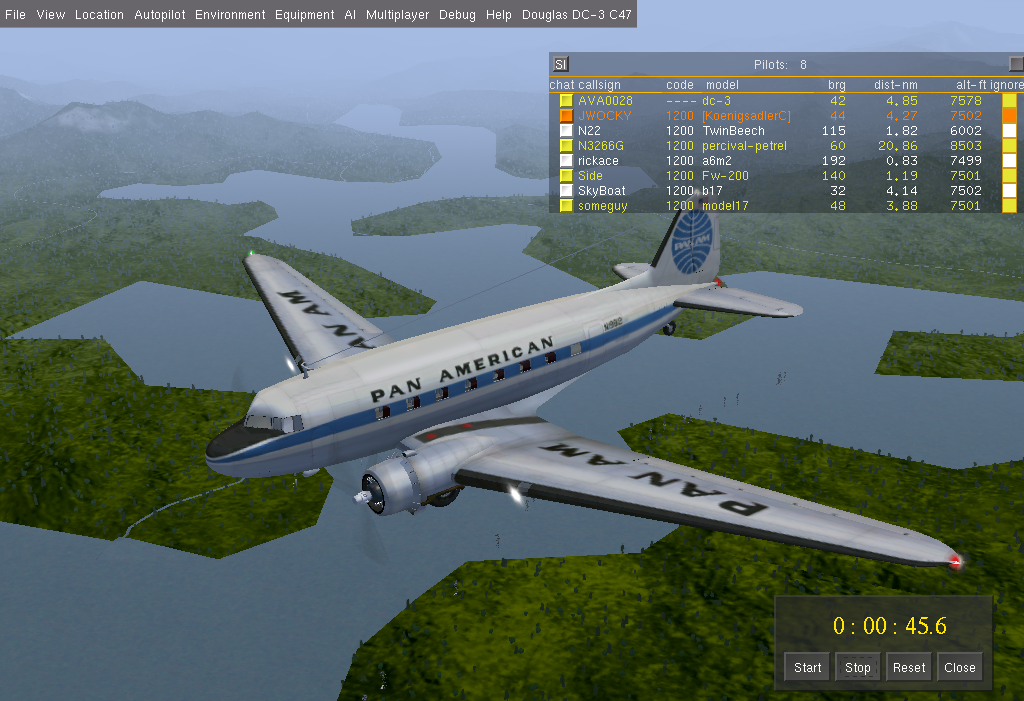 File View Location Autopilot Environment Equipment AI Multiplayer Debug Help Douglas DC-3 C47
SI Pilots: 8
chat callsign code model brg dist-nm alt-ft ignore
AVA0028 ---- dc-3 42 4.85 7578
JWOCKY 1200 [KoenigsadlerC] 44 4.27 7502
N22 1200 TwinBeech 115 1.82 6002
N3266G 1200 percival-petrel 60 20.86 8503
rickace 1200 a6m2 192 0.83 7499
Side 1200 Fw-200 140 1.19 7501
SkyBoat 1200 b17 32 4.14 7502
someguy 1200 model17 48 3.88 7501
PAN AM
PAN AM
PAN AMERICAN
PAN AM
0:00:45.6
Start Stop Reset Close